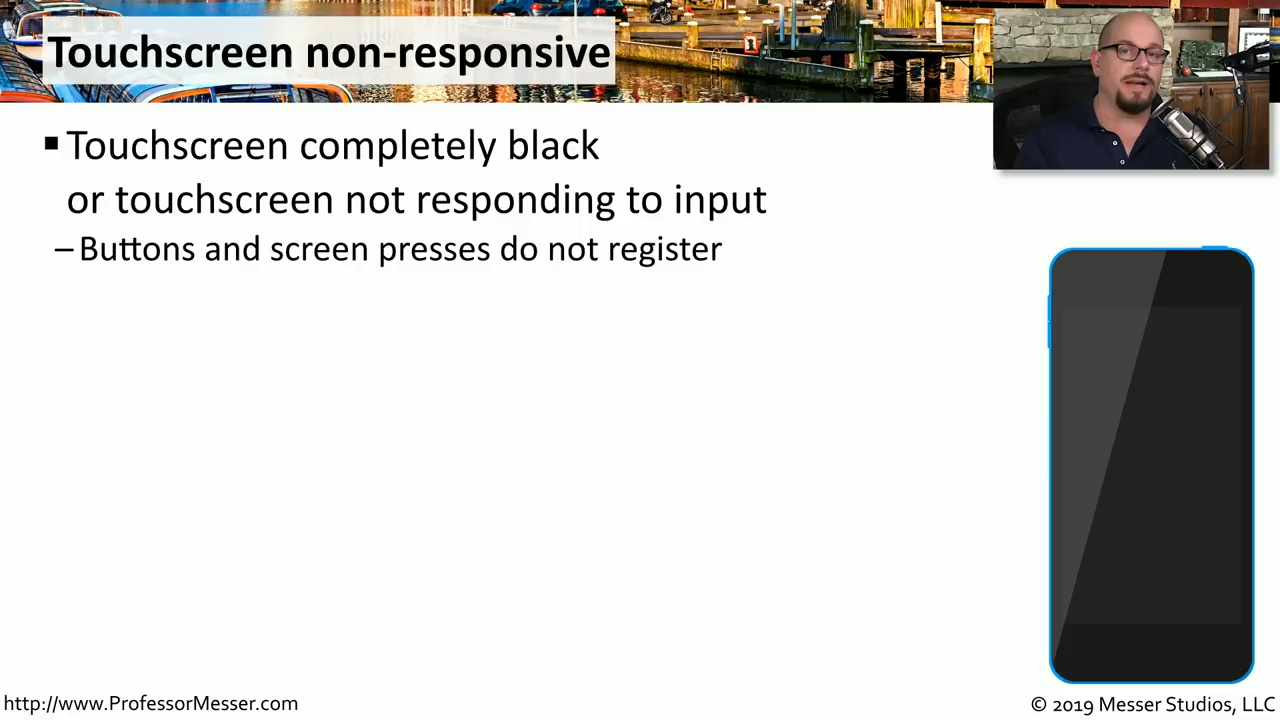 Touchscreen non-responsive
▪ Touchscreen completely black
or touchscreen not responding to input
– Buttons and screen presses do not register
http://www.ProfessorMesser.com
© 2019 Messer Studios, LLC